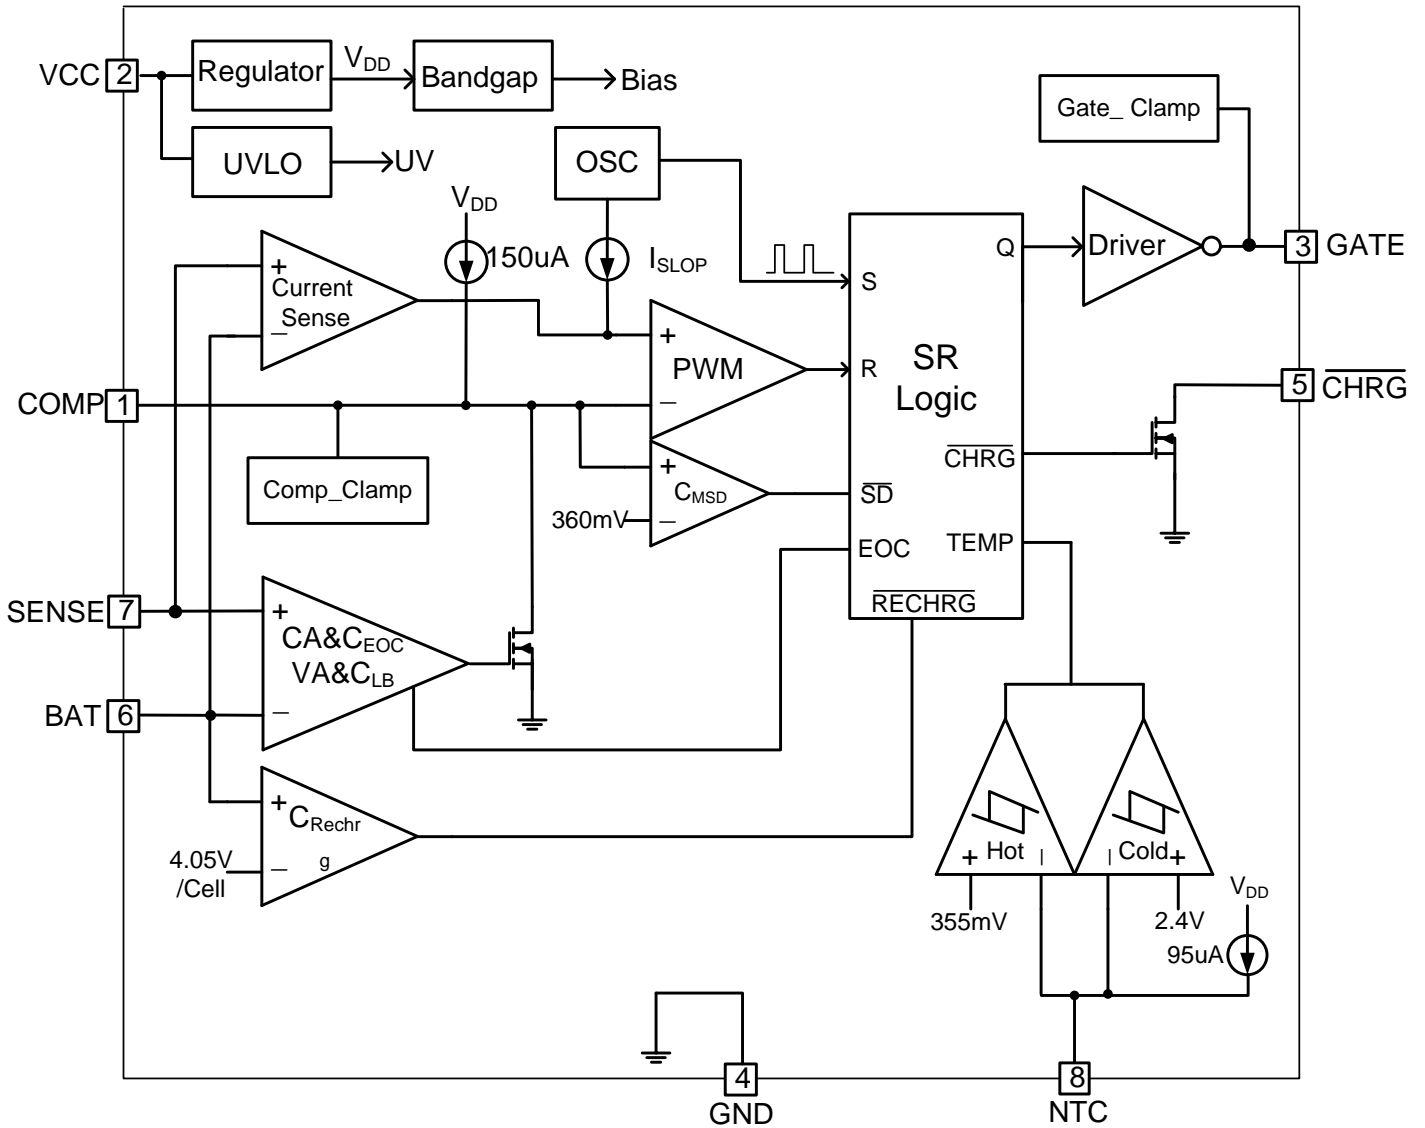 VCC 2
Regulator
VDD
Bandgap
Bias
UVLO
UV
OSC
Gate_ Clamp
VDD
150uA
ISLOP
+
Current
Sense
−
S
Q
Driver
3 GATE
+
PWM
−
R
SR
Logic
5 CHRG
COMP 1
Comp_Clamp
+
CMSD
360mV −
CHRG
SD
EOC
TEMP
RECHRG
SENSE 7
+
CA&CEOC
VA&CLB
−
BAT 6
+
CRechr
g
4.05V
/Cell
−
+ Hot −
− Cold +
355mV
2.4V
VDD
95uA
4
GND
8
NTC